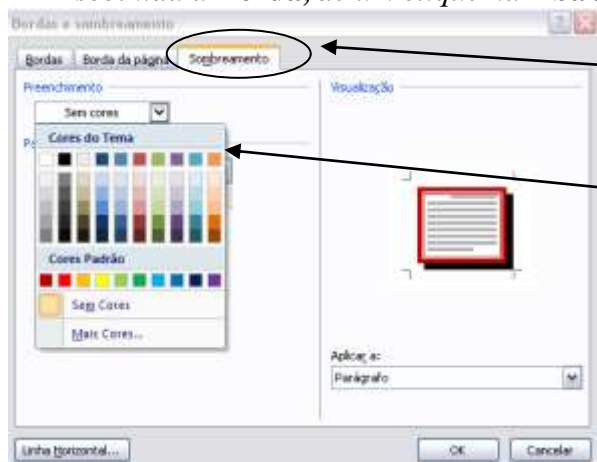 Bordas e sombreamento
Bordas
Borda da página
Sombreamento
Preenchimento
Visualização
Sem cores
Cores do Tema
Cores Padrão
Sem Cores
Mais Cores...
Aplicar a:
Parágrafo
Linha Horizontal...
OK
Cancelar